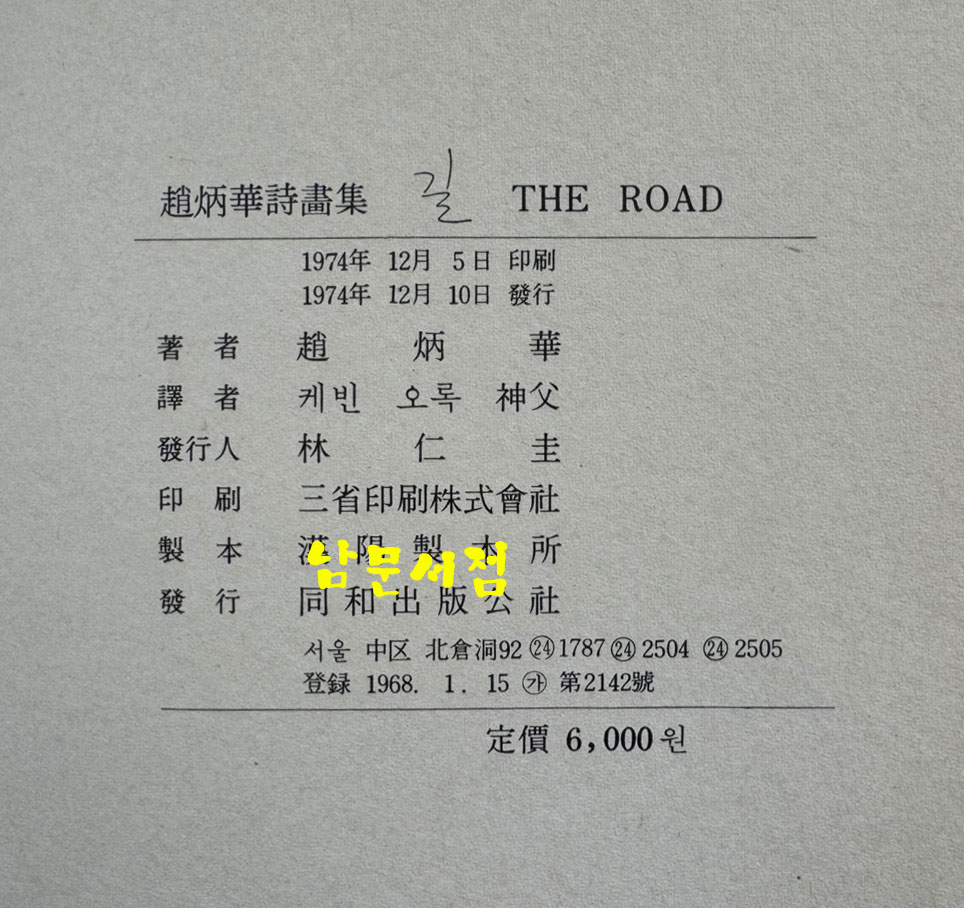 趙炳華詩畵集 길 THE ROAD
1974年 12月 5日 印刷
1974年 12月 10日 發行
著者 趙炳華
譯者 케빈 오록 神父
發行人 林仁圭
印刷 三省印刷株式會社
製本 漢陽製本所
남문서점
發行 同和出版公社
서울 中区 北倉洞92 ㉔1787 ㉔2504 ㉔2505
登録 1968. 1. 15 ㉮ 第2142號
定價 6,000원